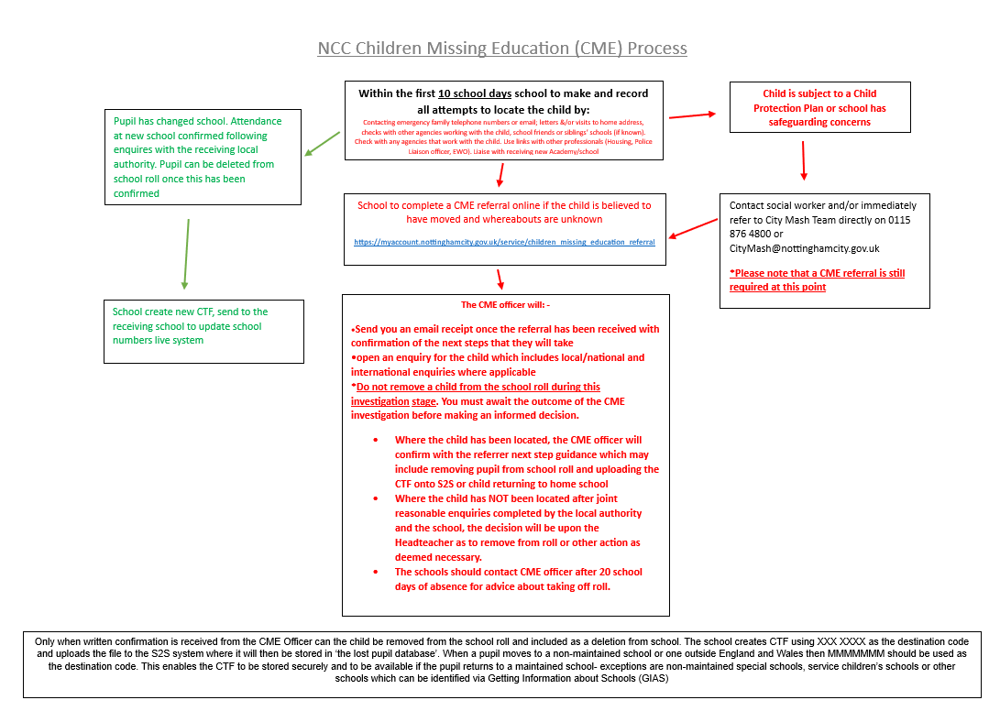 NCC Children Missing Education (CME) Process
Within the first 10 school days school to make and record
all attempts to locate the child by:
Contacting emergency family telephone numbers or email; letters &/or visits to home address,
checks with other agencies working with the child, school friends or siblings' schools (if known).
Check with any agencies that work with the child. Use links with other professionals (Housing, Police
Liaison officer, EWO). Liaise with receiving new Academy/school
Child is subject to a Child
Protection Plan or school has
safeguarding concerns
Pupil has changed school. Attendance
at new school confirmed following
enquires with the receiving local
authority. Pupil can be deleted from
school roll once this has been
confirmed
School to complete a CME referral online if the child is believed to
have moved and whereabouts are unknown
https://myaccount.nottinghamcity.gov.uk/service/children_missing_education_referral
Contact social worker and/or immediately
refer to City Mash Team directly on 0115
876 4800 or
CityMash@nottinghamcity.gov.uk
*Please note that a CME referral is still
required at this point
School create new CTF, send to the
receiving school to update school
numbers live system
The CME officer will: -
•Send you an email receipt once the referral has been received with
confirmation of the next steps that they will take
•open an enquiry for the child which includes local/national and
international enquiries where applicable
*Do not remove a child from the school roll during this
investigation stage. You must await the outcome of the CME
investigation before making an informed decision.
• Where the child has been located, the CME officer will
confirm with the referrer next step guidance which may
include removing pupil from school roll and uploading the
CTF onto S2S or child returning to home school
• Where the child has NOT been located after joint
reasonable enquiries completed by the local authority
and the school, the decision will be upon the
Headteacher as to remove from roll or other action as
deemed necessary.
• The schools should contact CME officer after 20 school
days of absence for advice about taking off roll.
Only when written confirmation is received from the CME Officer can the child be removed from the school roll and included as a deletion from school. The school creates CTF using XXX XXXX as the destination code
and uploads the file to the S2S system where it will then be stored in 'the lost pupil database'. When a pupil moves to a non-maintained school or one outside England and Wales then MMMMMMM should be used as
the destination code. This enables the CTF to be stored securely and to be available if the pupil returns to a maintained school- exceptions are non-maintained special schools, service children's schools or other
schools which can be identified via Getting Information about Schools (GIAS)